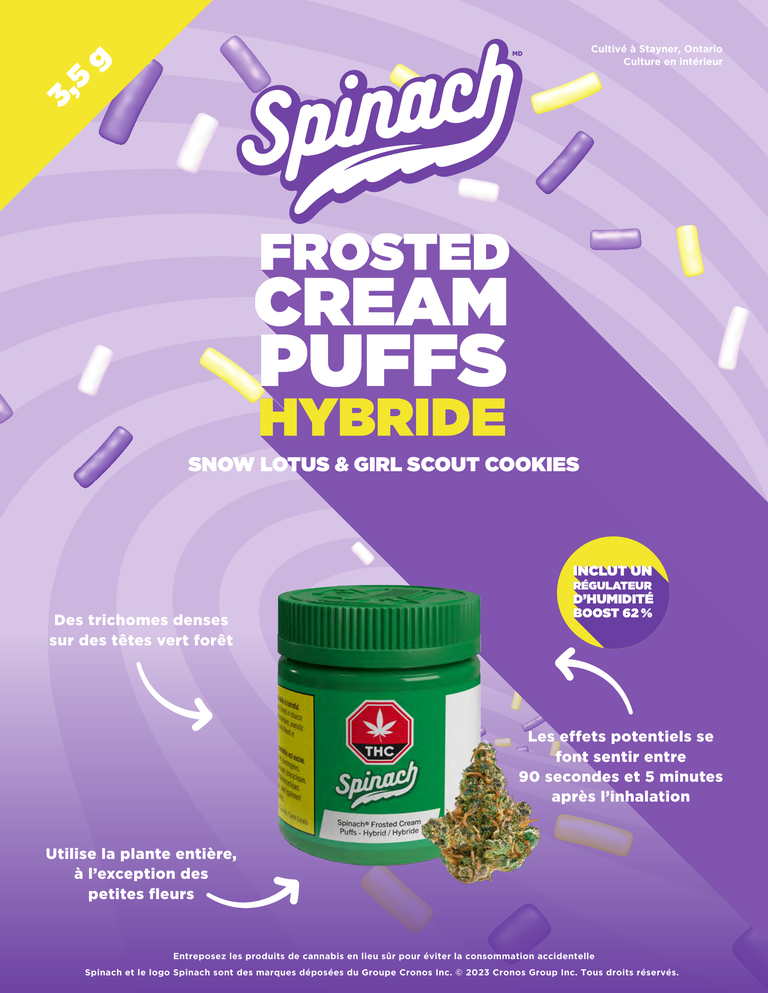 3,5 g
Spinach MD
Cultivé à Stayner, Ontario
Culture en intérieur
FROSTED
CREAM
PUFFS
HYBRIDE
SNOW LOTUS & GIRL SCOUT COOKIES
INCLUT UN
RÉGULATEUR
D'HUMIDITÉ
BOOST 62 %
Des trichomes denses
sur des têtes vert forêt
THC
Spinach
Spinach® Frosted Cream
Puffs - Hybrid / Hybride
Les effets potentiels se
font sentir entre
90 secondes et 5 minutes
après l'inhalation
Utilise la plante entière,
à l'exception des
petites fleurs
Entreposez les produits de cannabis en lieu sûr pour éviter la consommation accidentelle
Spinach et le logo Spinach sont des marques déposées du Groupe Cronos Inc. © 2023 Cronos Group Inc. Tous droits réservés.